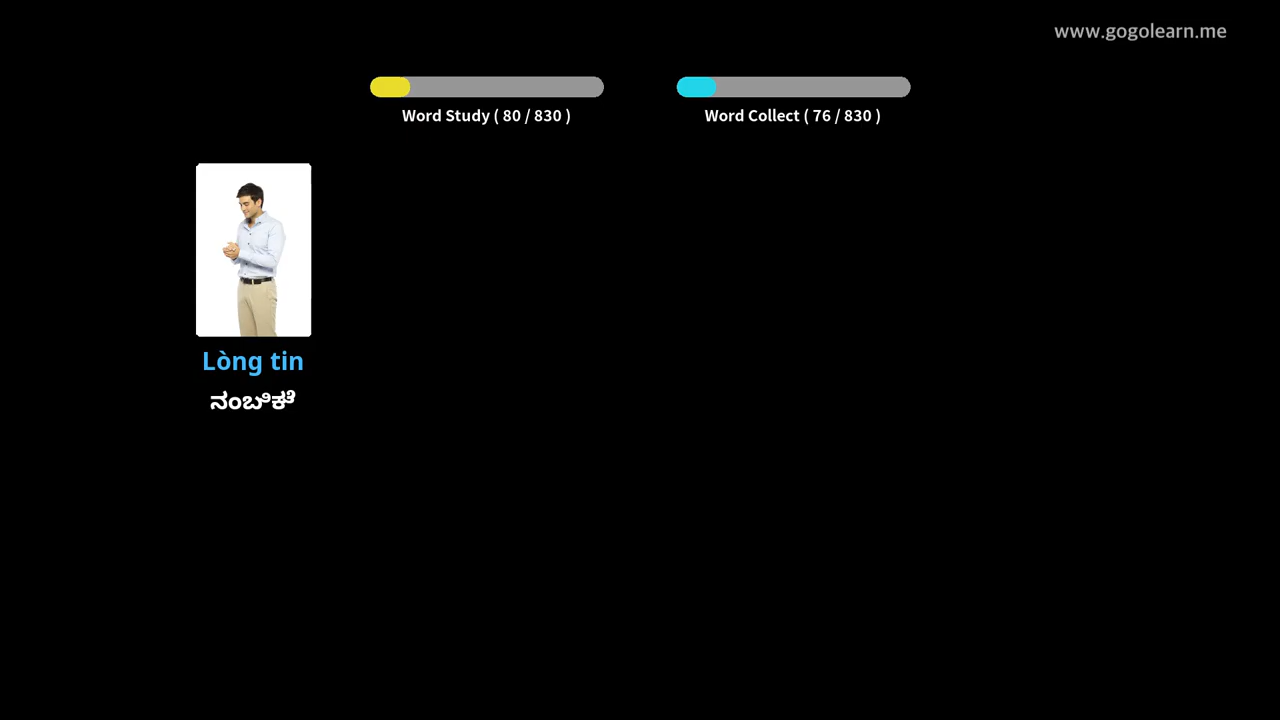 www.gogolearn.me
Word Study ( 80 / 830 )
Word Collect ( 76 / 830 )
Lòng tin
ನಂಬಿಕೆ